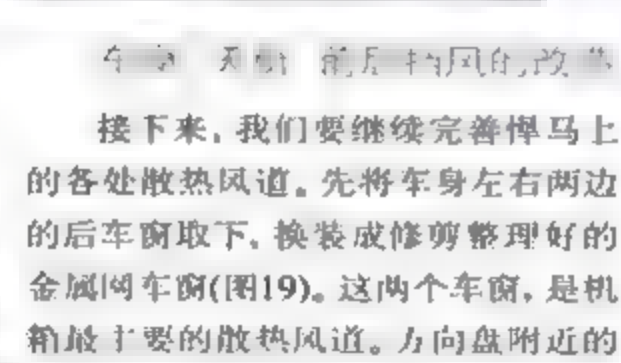 接下来，我们要继续完善悍马上
的各处散热风道。先将车身左右两边
的后车窗取下，换装成修剪整理好的
金属网车窗(图19)。这两个车窗，是机
箱最主要的散热风道。方向盘附近的